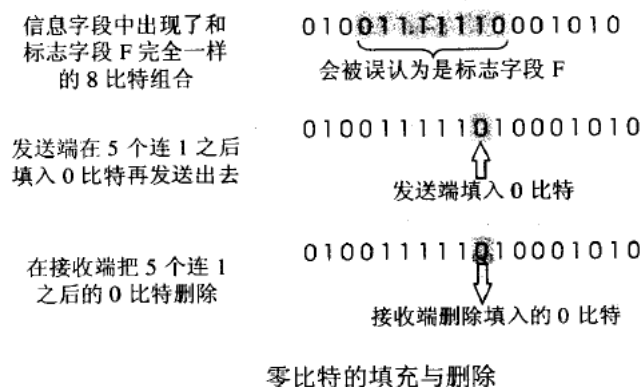 信息字段中出现了和
标志字段 F 完全一样
的 8 比特组合
01001111110001010
会被误认为是标志字段 F
发送端在 5 个连 1 之后
填入 0 比特再发送出去
010011111010001010
发送端填入 0 比特
在接收端把 5 个连 1
之后的 0 比特删除
010011111010001010
接收端删除填入的 0 比特
零比特的填充与删除